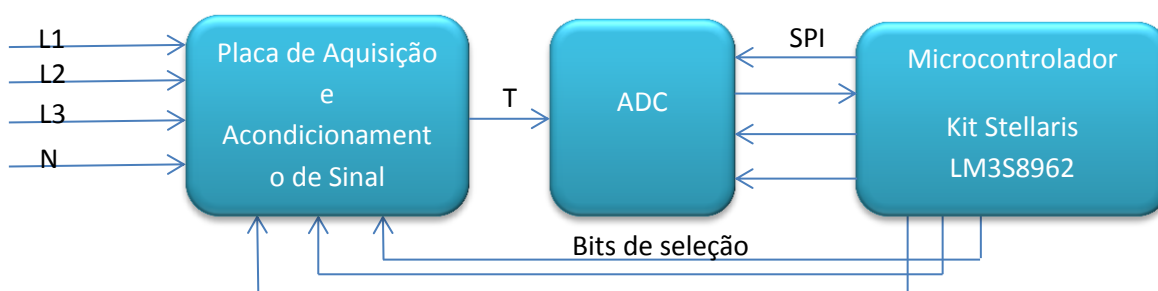 L1
L2
L3
N
Placa de Aquisição
e
Acondicionament
o de Sinal
T
ADC
SPI
Microcontrolador
Kit Stellaris
LM3S8962
Bits de seleção